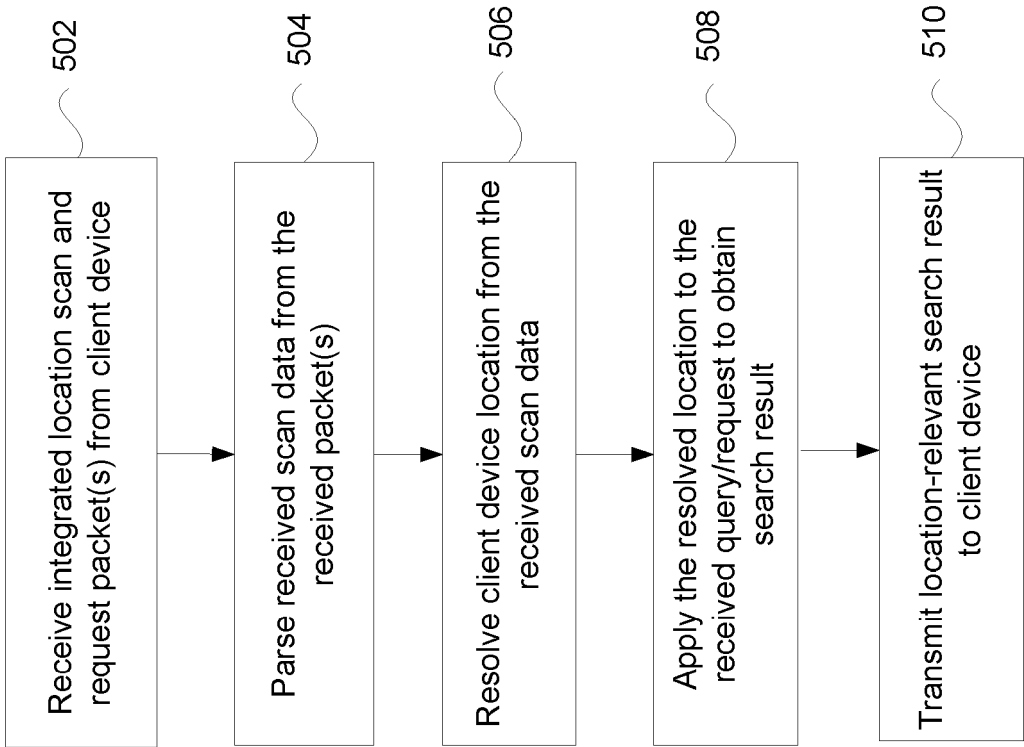 502
Receive integrated location scan and
request packet(s) from client device
504
Parse received scan data from the
received packet(s)
506
Resolve client device location from the
received scan data
508
Apply the resolved location to the
received query/request to obtain
search result
510
Transmit location-relevant search result
to client device